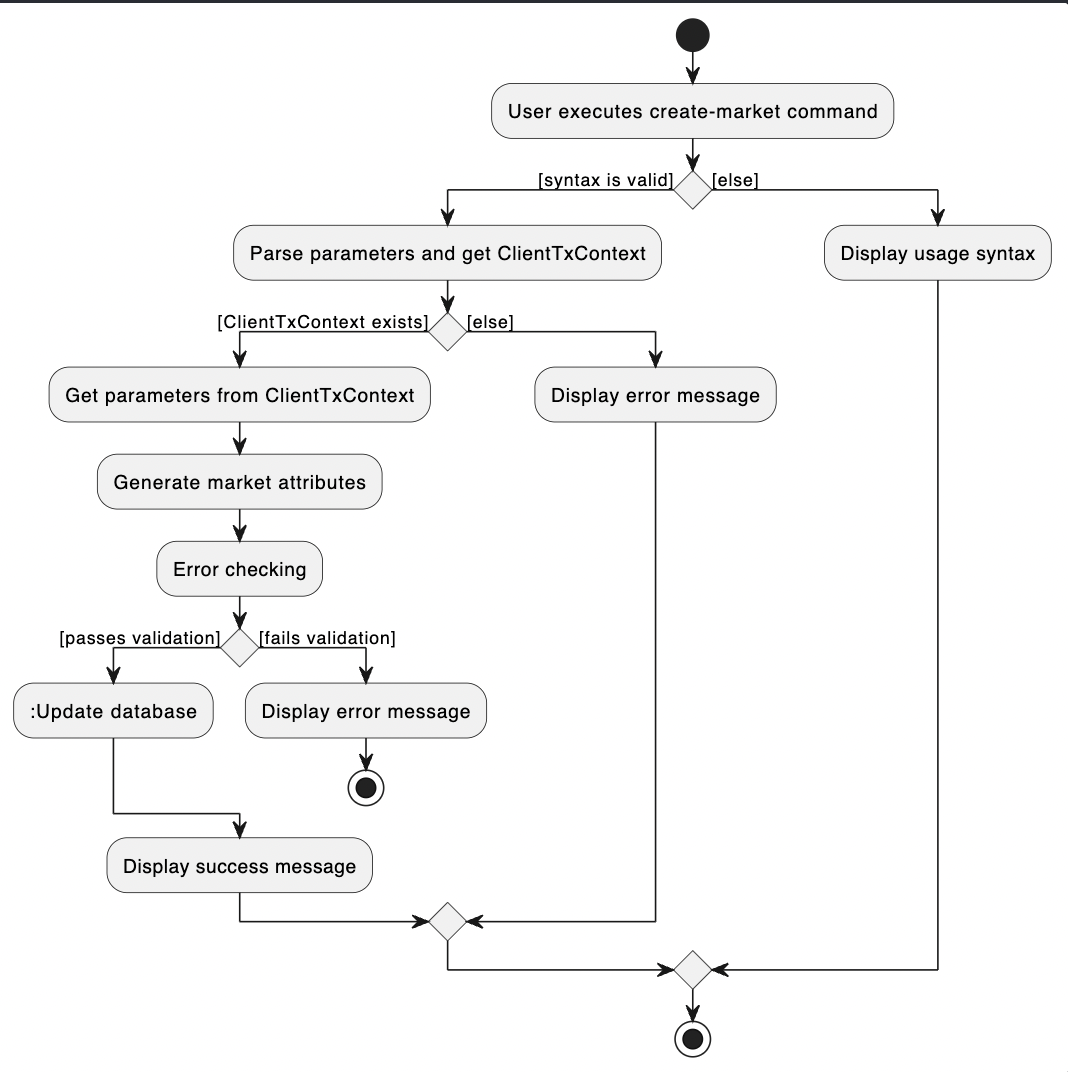 User executes create-market command
[syntax is valid]
[else]
Parse parameters and get ClientTxContext
Display usage syntax
[ClientTxContext exists]
[else]
Get parameters from ClientTxContext
Display error message
Generate market attributes
Error checking
[passes validation]
[fails validation]
:Update database
Display error message
Display success message